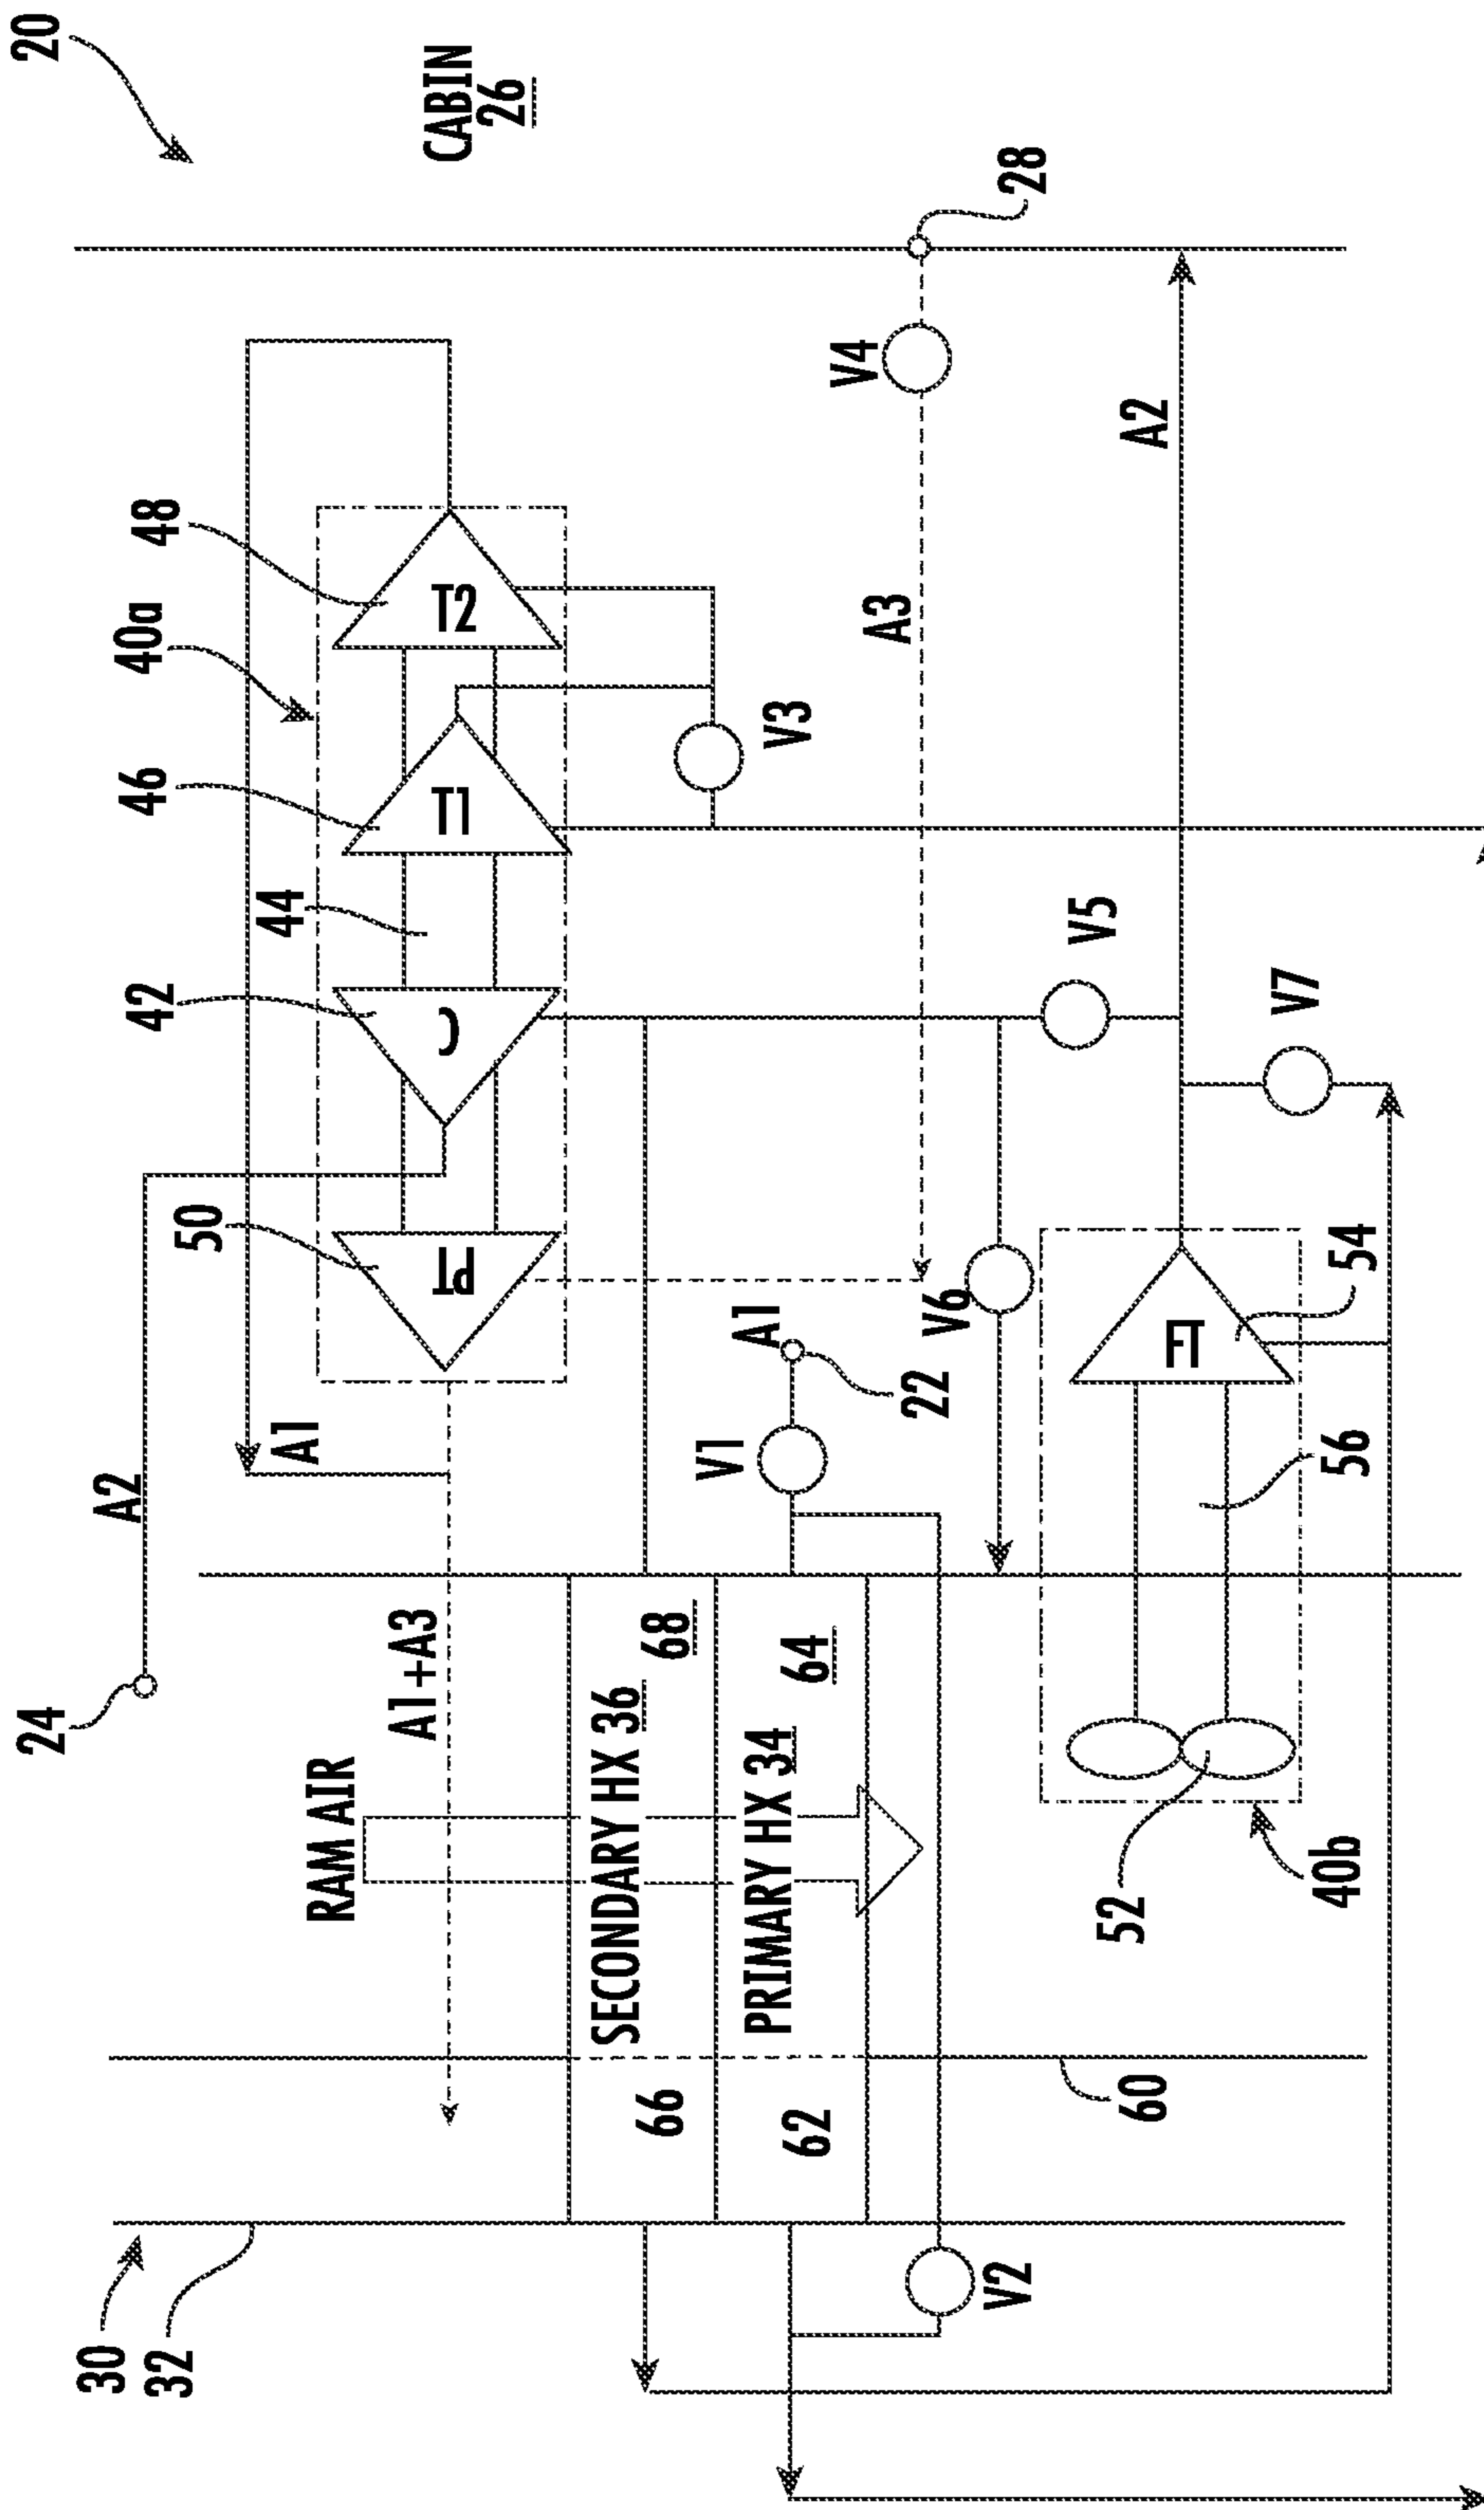 20
CABIN
26
28
V4
A3
A2
48
40a
46
44
42
50
T2
T1
C
PT
V3
V5
V7
V6
A1
22
V1
A1
A2
24
FT
54
56
52
40b
A1+A3
RAM AIR
SECONDARY HX 36
68
PRIMARY HX 34
64
66
62
60
30
32
V2